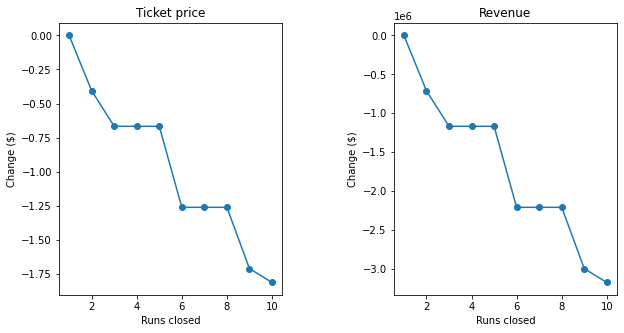 Ticket price
Change ($)
0.00
−0.25
−0.50
−0.75
−1.00
−1.25
−1.50
−1.75
2 4 6 8 10
Runs closed
Revenue
1e6
Change ($)
0.0
−0.5
−1.0
−1.5
−2.0
−2.5
−3.0
2 4 6 8 10
Runs closed